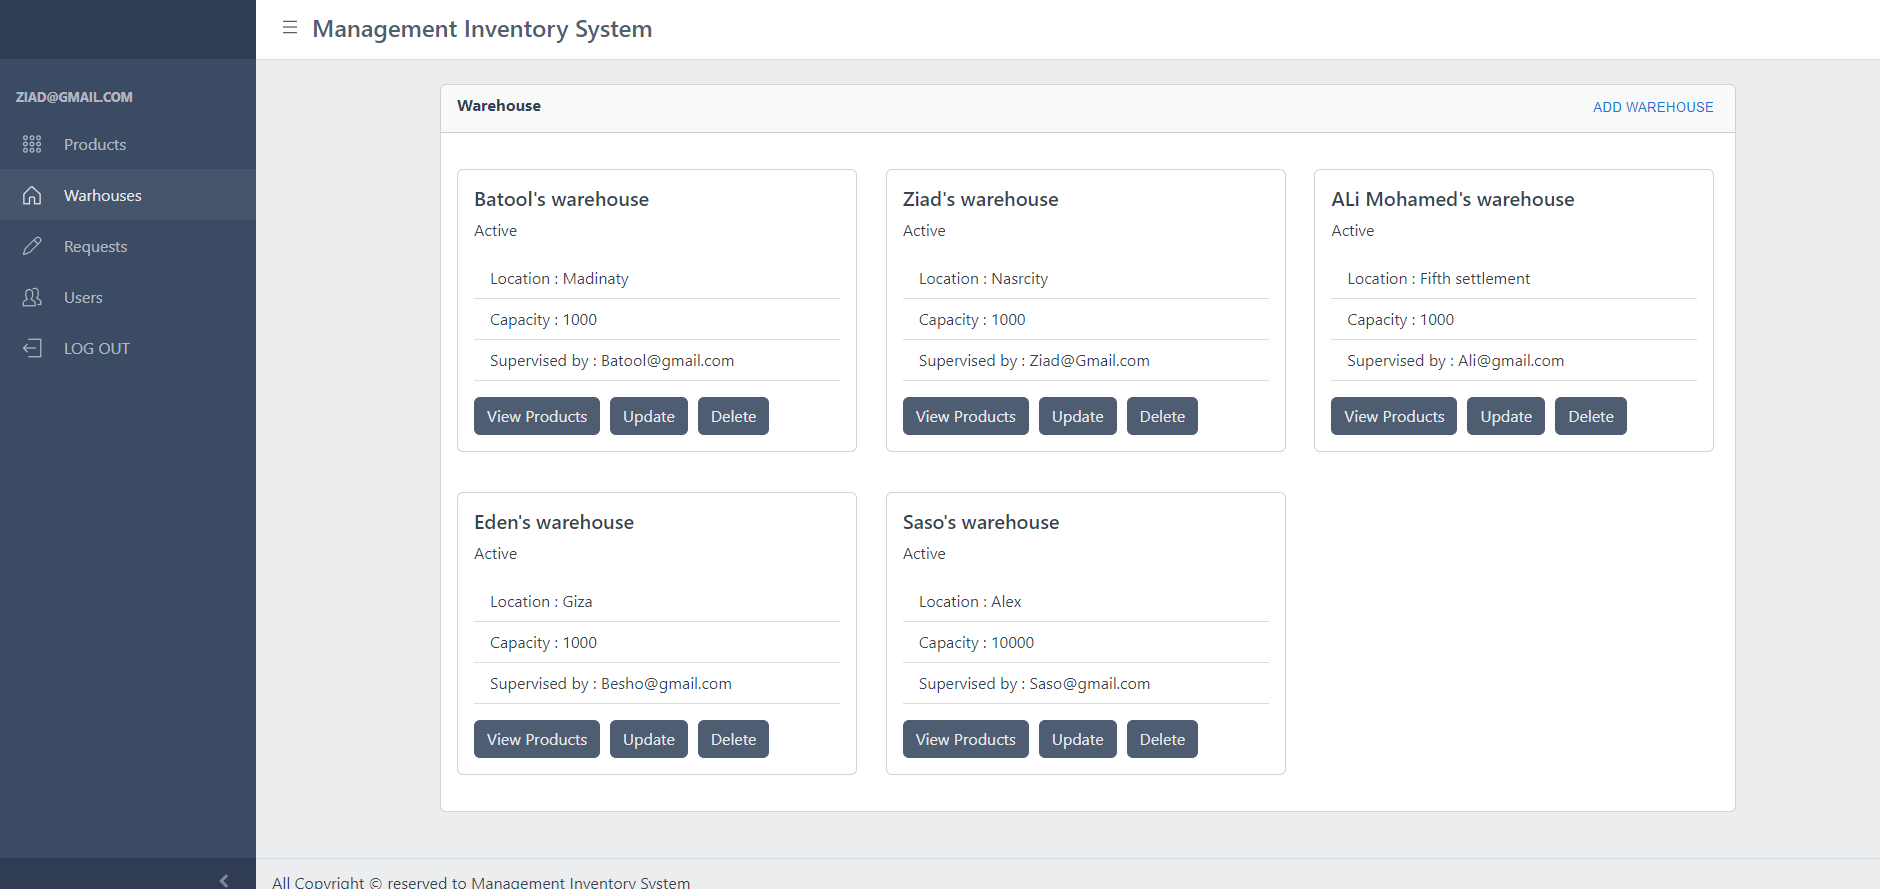 Management Inventory System
ZIAD@GMAIL.COM
Products
Warhouses
Requests
Users
LOG OUT
Warehouse
ADD WAREHOUSE
Batool's warehouse
Active
Location : Madinaty
Capacity : 1000
Supervised by : Batool@gmail.com
View Products Update Delete
Ziad's warehouse
Active
Location : Nasrcity
Capacity : 1000
Supervised by : Ziad@Gmail.com
View Products Update Delete
ALi Mohamed's warehouse
Active
Location : Fifth settlement
Capacity : 1000
Supervised by : Ali@gmail.com
View Products Update Delete
Eden's warehouse
Active
Location : Giza
Capacity : 1000
Supervised by : Besho@gmail.com
View Products Update Delete
Saso's warehouse
Active
Location : Alex
Capacity : 10000
Supervised by : Saso@gmail.com
View Products Update Delete
All Copyright © reserved to Management Inventory System